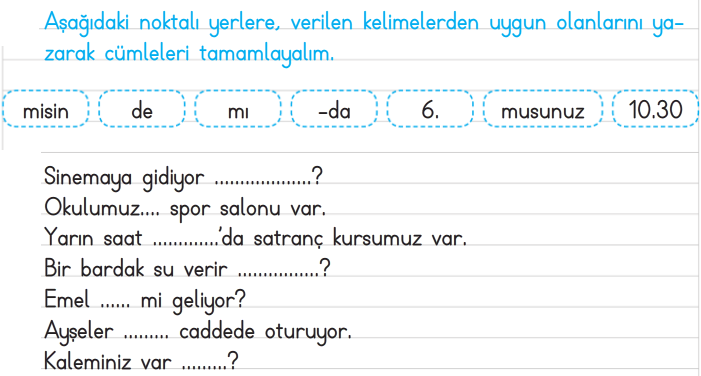 Aşağıdaki noktalı yerlere, verilen kelimelerden uygun olanlarını ya-
zarak cümleleri tamamlayalım.
misin de mı -da 6. musunuz 10.30
Sinemaya gidiyor ...................?
Okulumuz.... spor salonu var.
Yarın saat .............'da satranç kursumuz var.
Bir bardak su verir ................?
Emel ...... mi geliyor?
Ayşeler ......... caddede oturuyor.
Kaleminiz var .........?